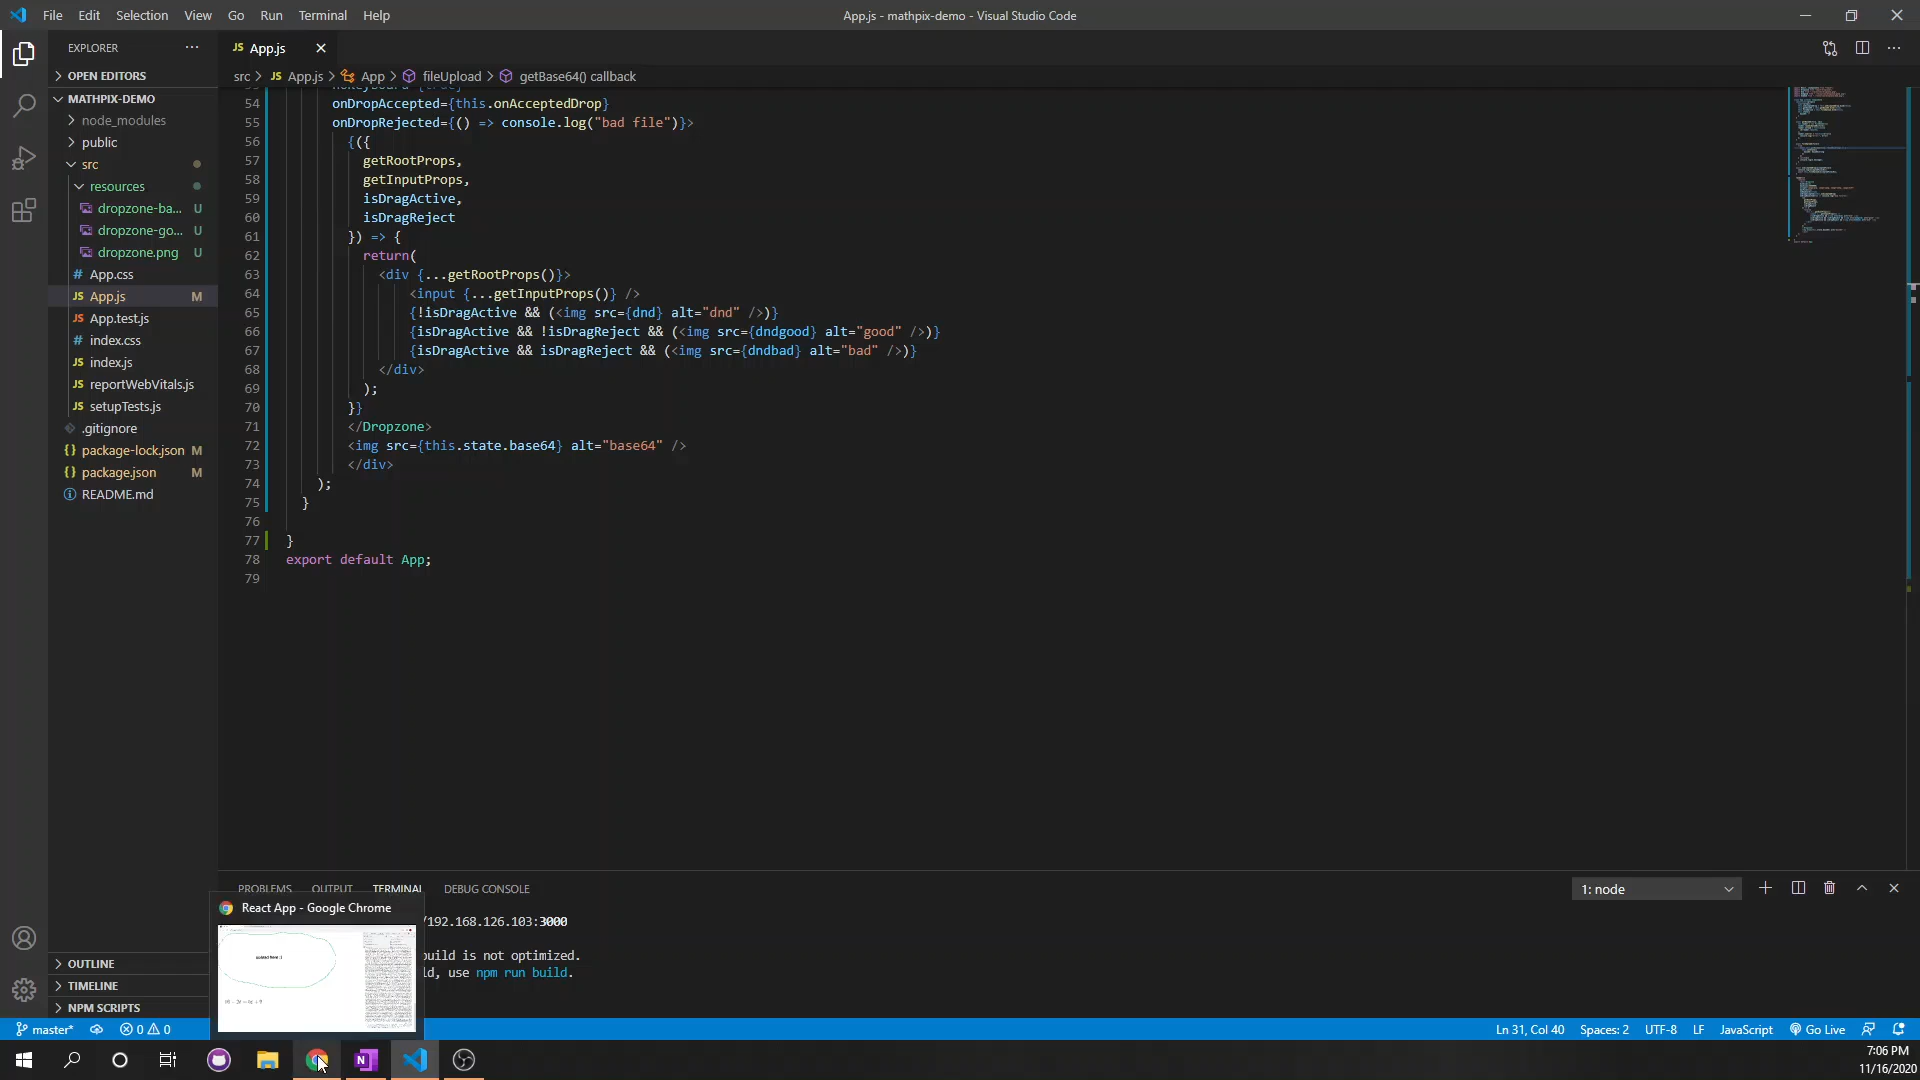 File Edit Selection View Go Run Terminal Help
App.js - mathpix-demo - Visual Studio Code
EXPLORER
OPEN EDITORS
MATHPIX-DEMO
node_modules
public
src
resources
dropzone-ba... U
dropzone-go... U
dropzone.png U
# App.css
JS App.js M
JS App.test.js
# index.css
JS index.js
JS reportWebVitals.js
JS setupTests.js
.gitignore
{} package-lock.json M
{} package.json M
README.md
OUTLINE
TIMELINE
NPM SCRIPTS
JS App.js
src > JS App.js > App > fileUpload > getBase64() callback
54 onDropAccepted={this.onAcceptedDrop}
55 onDropRejected={() => console.log("bad file")}>
56 {({
57 getRootProps,
58 getInputProps,
59 isDragActive,
60 isDragReject
61 }) => {
62 return(
63 <div {...getRootProps()}>
64 <input {...getInputProps()} />
65 {!isDragActive && (<img src={dnd} alt="dnd" />)}
66 {isDragActive && !isDragReject && (<img src={dndgood} alt="good" />)}
67 {isDragActive && isDragReject && (<img src={dndbad} alt="bad" />)}
68 </div>
69 );
70 }}
71 </Dropzone>
72 <img src={this.state.base64} alt="base64" />
73 </div>
74 );
75 }
76
77 }
78 export default App;
79
PROBLEMS OUTPUT TERMINAL DEBUG CONSOLE
1: node
/192.168.126.103:3000
build is not optimized.
ld, use npm run build.
React App - Google Chrome
master* 0 0
Ln 31, Col 40 Spaces: 2 UTF-8 LF JavaScript Go Live
7:06 PM
11/16/2020